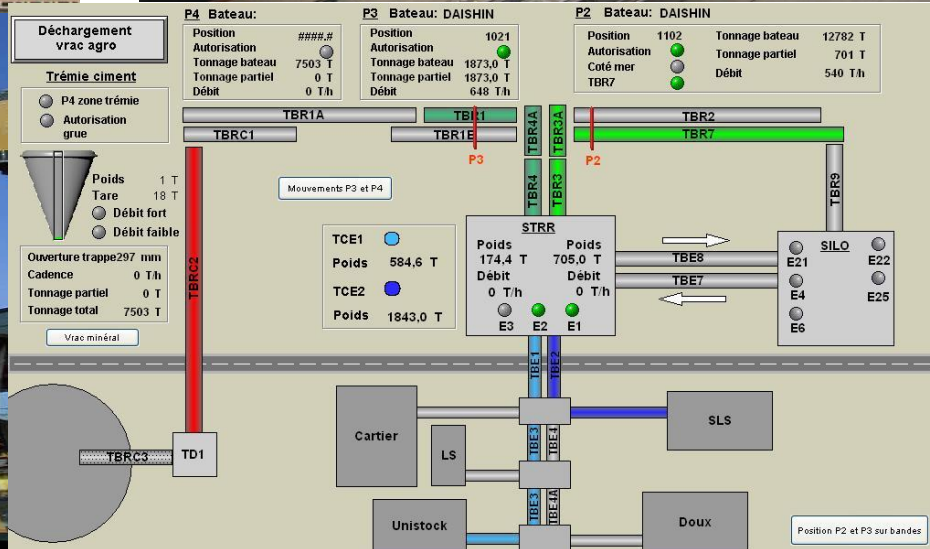 Déchargement
vrac agro
Trémie ciment
P4 zone trémie
Autorisation
grue
Poids 1 T
Tare 18 T
Débit fort
Débit faible
Ouverture trappe297 mm
Cadence 0 T/h
Tonnage partiel 0 T
Tonnage total 7503 T
Vrac minéral
P4 Bateau:
Position ####.#
Autorisation
Tonnage bateau 7503 T
Tonnage partiel 0 T
Débit 0 T/h
P3 Bateau: DAISHIN
Position 1021
Autorisation
Tonnage bateau 1873,0 T
Tonnage partiel 1873,0 T
Débit 648 T/h
P2 Bateau: DAISHIN
Position 1102 Tonnage bateau 12782 T
Autorisation Tonnage partiel 701 T
Coté mer Débit 540 T/h
TBR7
TBR1A TBR1 TBR4A TBR3A TBR2
TBRC1 TBR1B TBR7
P3 P2
Mouvements P3 et P4
TBR4 TBR3 TBR9
TBRC2
TCE1
Poids 584,6 T
TCE2
Poids 1843,0 T
STRR
Poids Poids
174,4 T 705,0 T
Débit Débit
0 T/h 0 T/h
E3 E2 E1
TBE8
TBE7
SILO
E21 E22
E4 E25
E6
TBE1 TBE2
Cartier SLS
TBE3 TBE4
LS
TBRC3 TD1
TBE3 TBE4A
Unistock Doux
Position P2 et P3 sur bandes